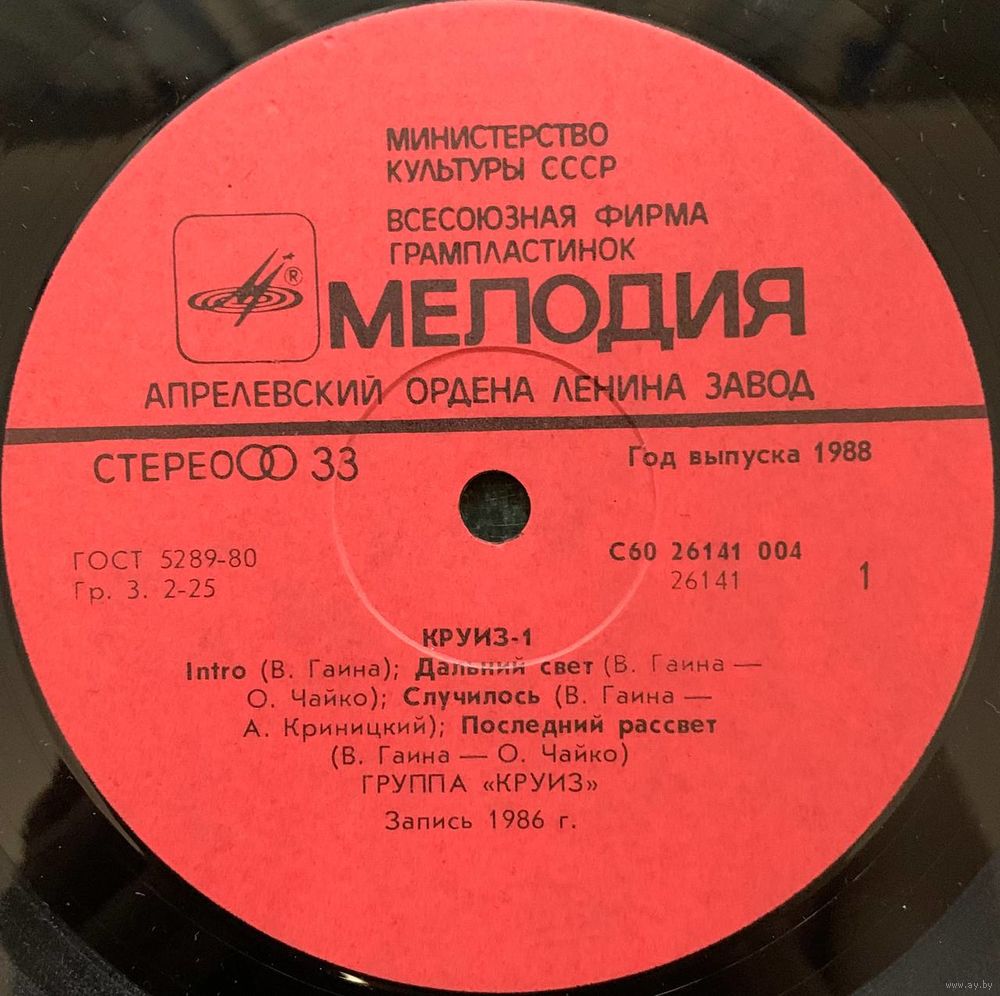 МИНИСТЕРСТВО
КУЛЬТУРЫ СССР
ВСЕСОЮЗНАЯ ФИРМА
ГРАМПЛАСТИНОК
®
МЕЛОДИЯ
АПРЕЛЕВСКИЙ ОРДЕНА ЛЕНИНА ЗАВОД
СТЕРЕО 33
Год выпуска 1988
ГОСТ 5289-80
Гр. 3. 2-25
С60 26141 004
26141
1
КРУИЗ-1
Intro (В. Гаина); Дальний свет (В. Гаина —
О. Чайко); Случилось (В. Гаина —
А. Криницкий); Последний рассвет
(В. Гаина — О. Чайко)
ГРУППА «КРУИЗ»
Запись 1986 г.
www.ay.by